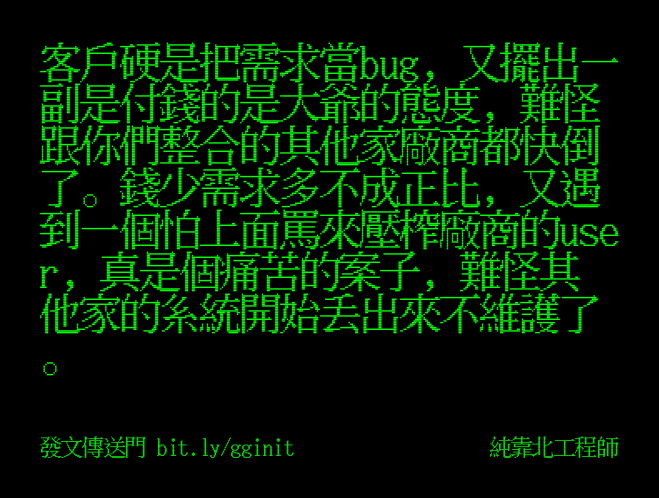 客戶硬是把需求當bug, 又擺出一
副是付錢的是大爺的態度, 難怪
跟你們整合的其他家廠商都快倒
了。錢少需求多不成正比, 又遇
到一個怕上面罵來壓榨廠商的use
r, 真是個痛苦的案子, 難怪其
他家的系統開始丟出來不維護了
。
發文傳送門 bit.ly/gginit
純靠北工程師